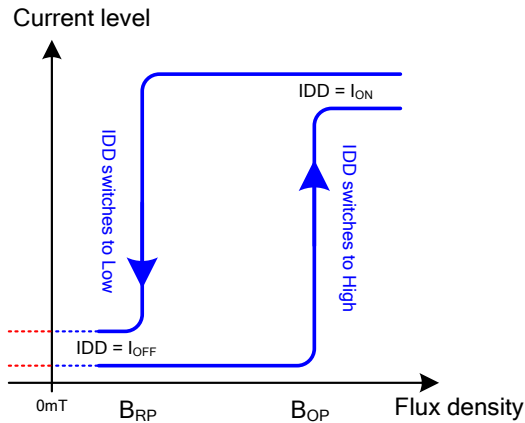 Current level
IDD = I_ON
IDD switches to Low
IDD switches to High
IDD = I_OFF
0mT
B_RP
B_OP
Flux density